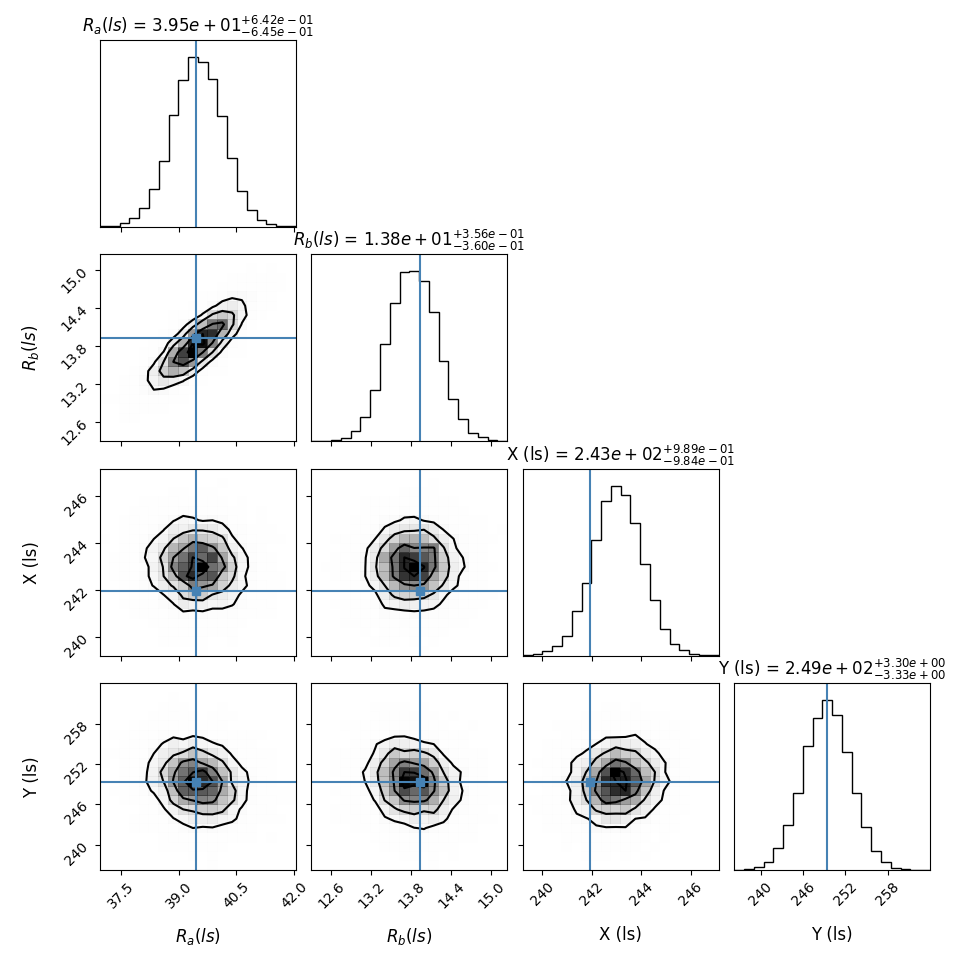 R_a(ls) = 3.95e + 01^{+6.42e−01}_{−6.45e−01}
R_b(ls) = 1.38e + 01^{+3.56e−01}_{−3.60e−01}
15.0
14.4
13.8
13.2
12.6
R_b(ls)
X (ls) = 2.43e + 02^{+9.89e−01}_{−9.84e−01}
246
244
242
240
X (ls)
Y (ls) = 2.49e + 02^{+3.30e+00}_{−3.33e+00}
258
252
246
240
Y (ls)
37.5 39.0 40.5 42.0 12.6 13.2 13.8 14.4 15.0 240 242 244 246 240 246 252 258
R_a(ls) R_b(ls) X (ls) Y (ls)